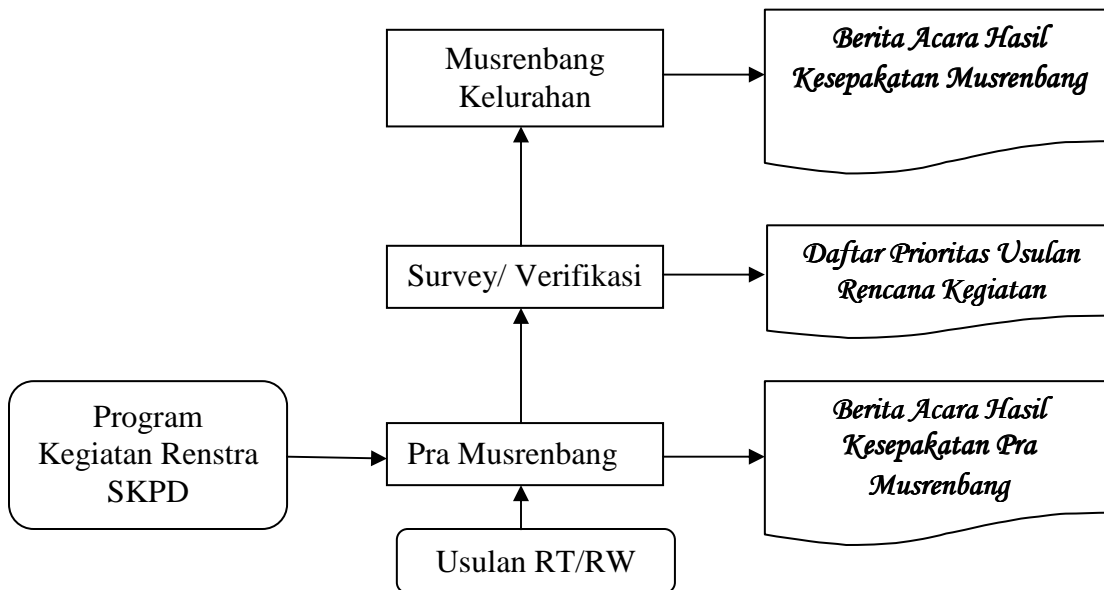 Musrenbang
Kelurahan
Berita Acara Hasil
Kesepakatan Musrenbang
Survey/ Verifikasi
Daftar Prioritas Usulan
Rencana Kegiatan
Program
Kegiatan Renstra
SKPD
Pra Musrenbang
Berita Acara Hasil
Kesepakatan Pra
Musrenbang
Usulan RT/RW